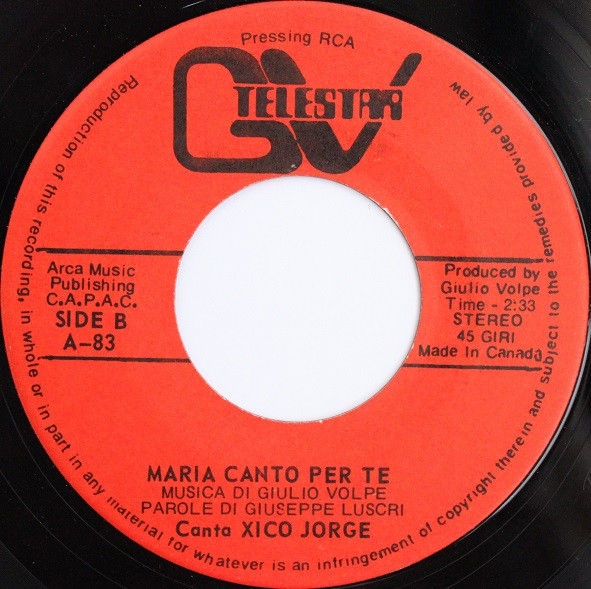 Pressing RCA
GV
TELESTAR
Reproduction of this recording, in whole or in part in any material for whatever is an infringement of copyright therein and subject to the remedies provided by law
Arca Music
Publishing
C.A.P.A.C.
SIDE B
A-83
Produced by
Giulio Volpe
Time - 2:33
STEREO
45 GIRI
Made In Canada
MARIA CANTO PER TE
MUSICA DI GIULIO VOLPE
PAROLE DI GIUSEPPE LUSCRI
Canta XICO JORGE